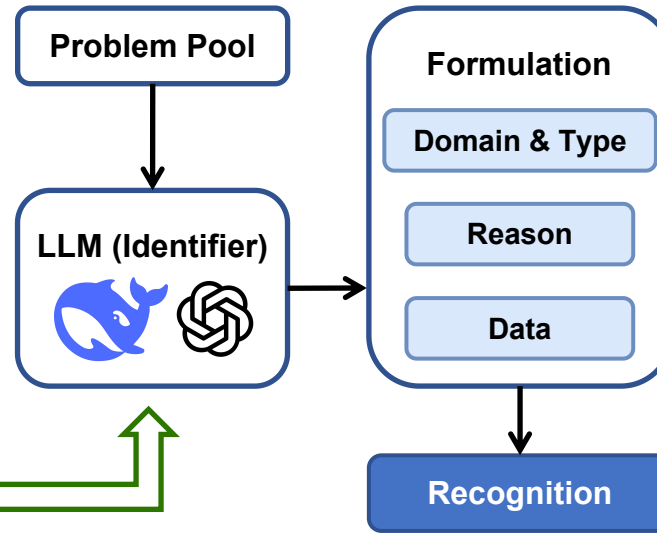 Problem Pool
LLM (Identifier)
Formulation
Domain & Type
Reason
Data
Recognition